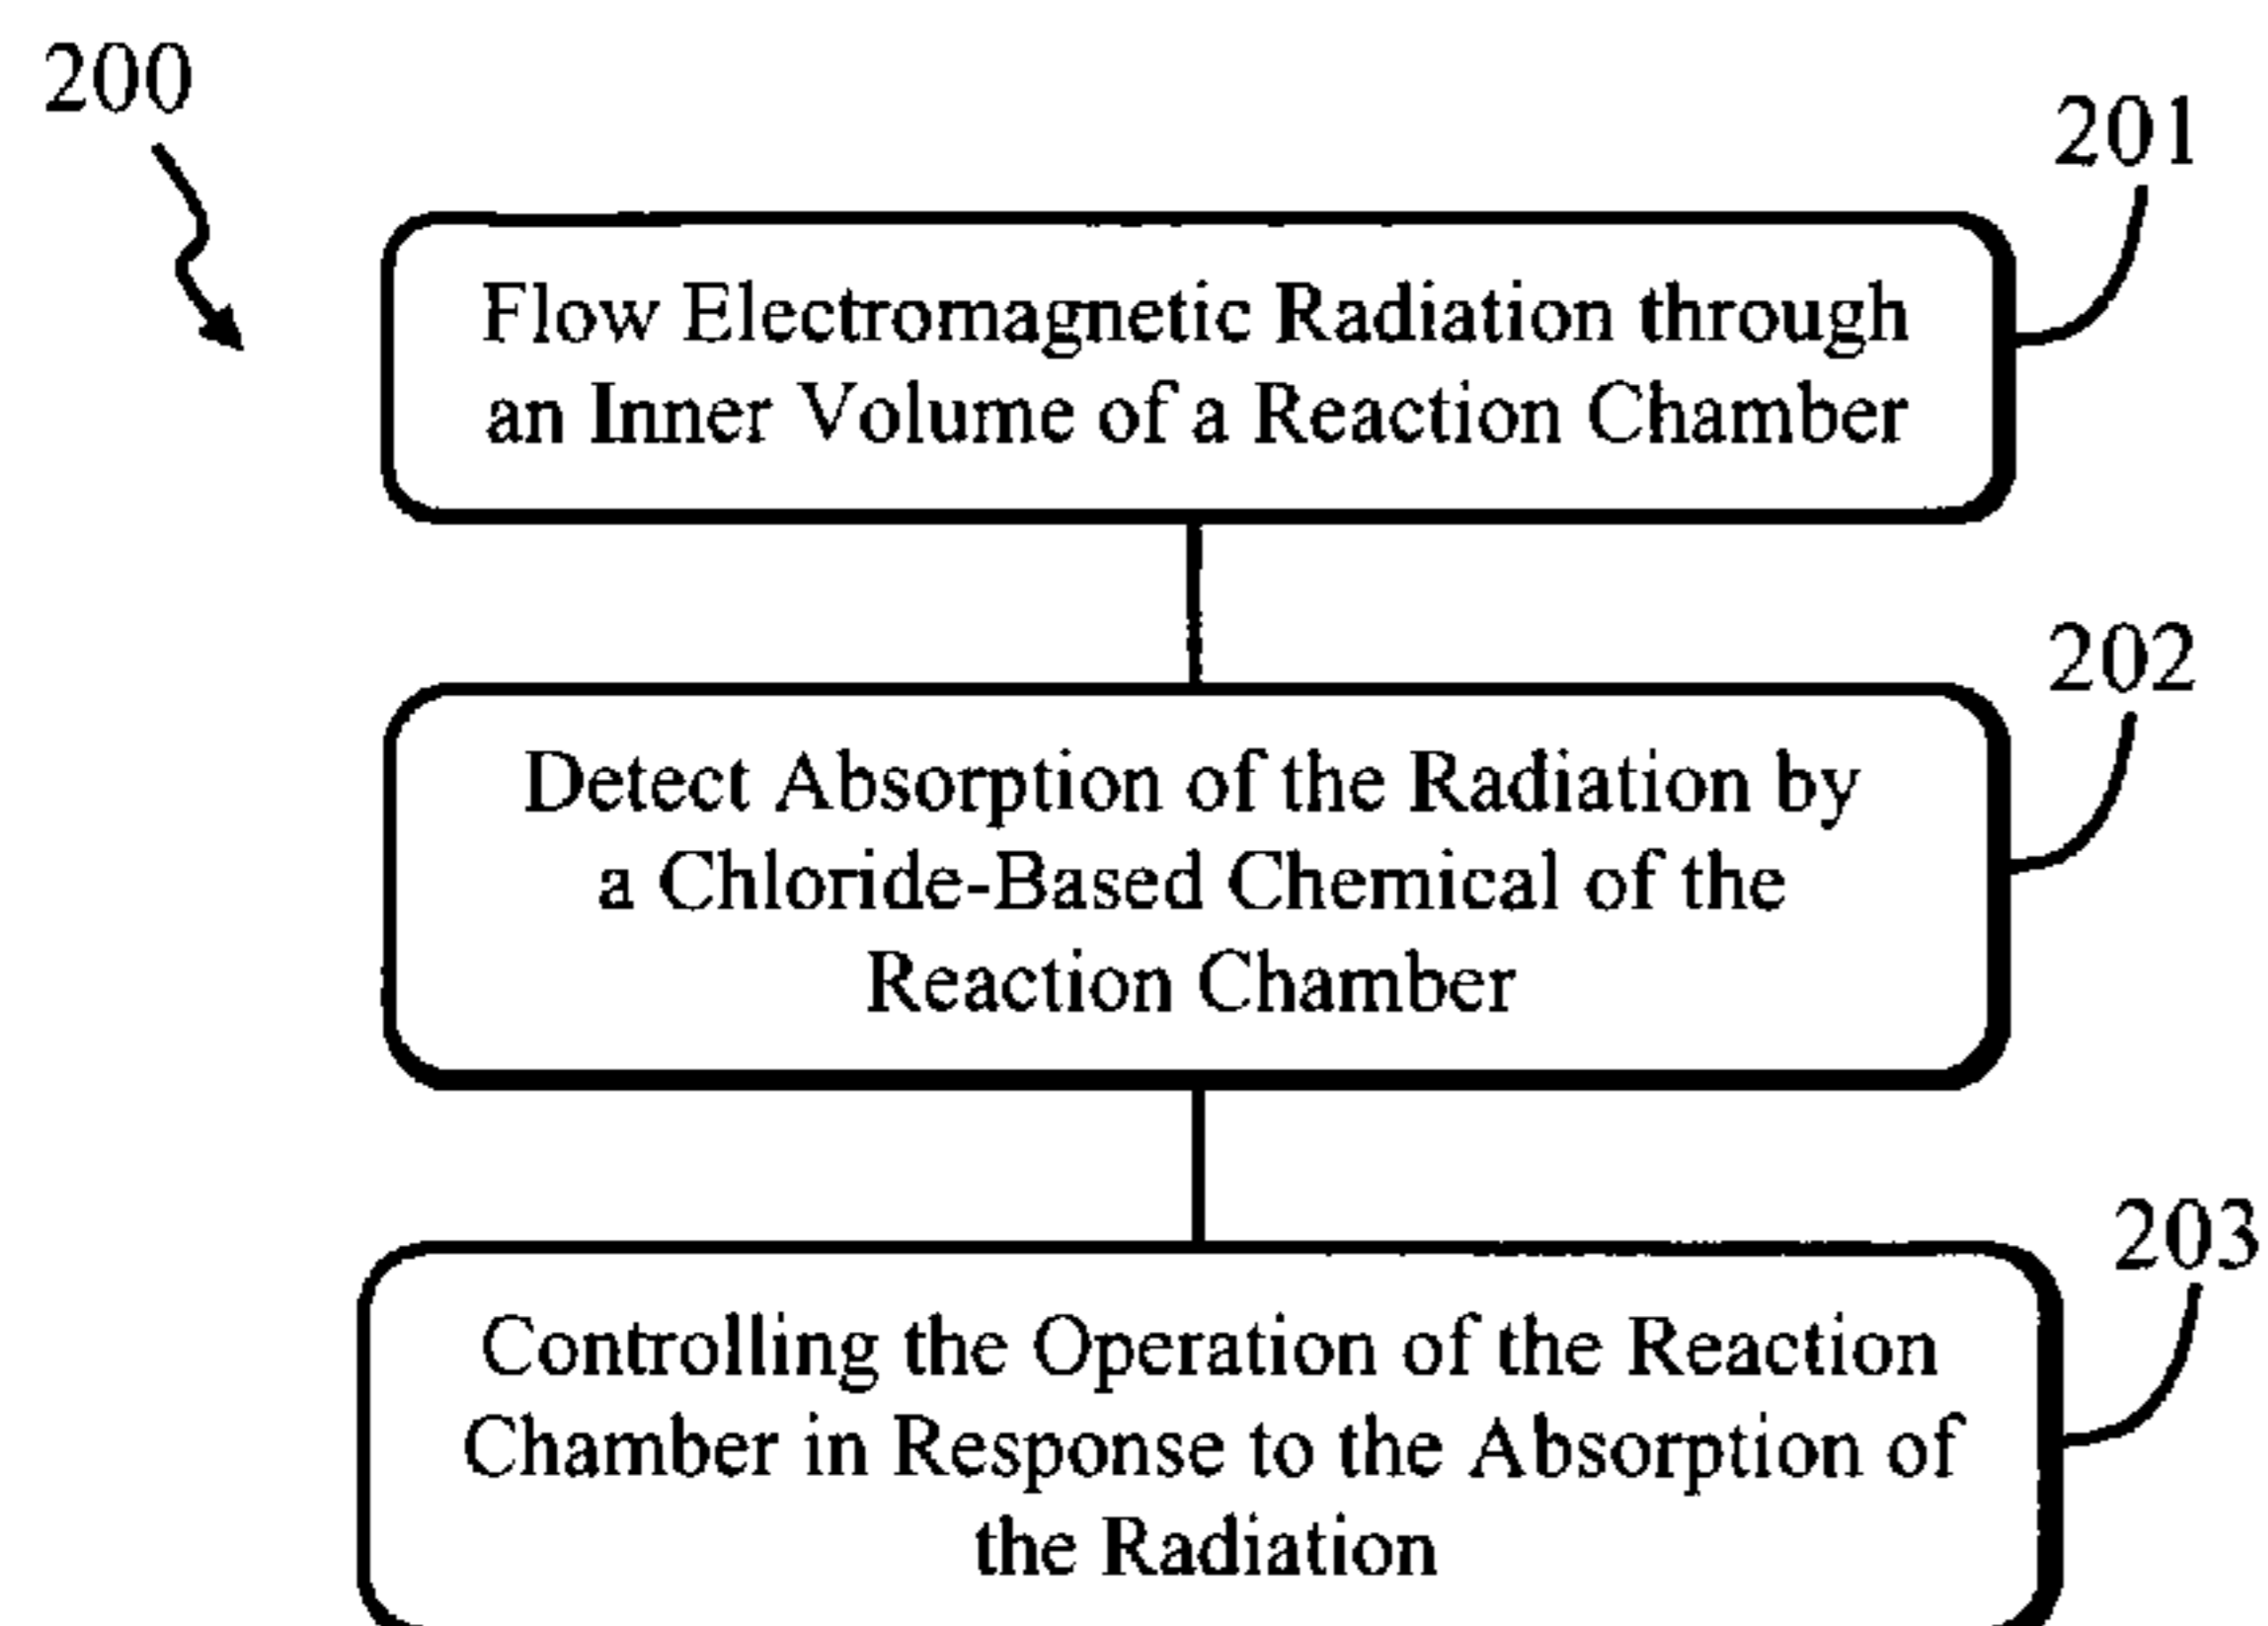 200
201
Flow Electromagnetic Radiation through
an Inner Volume of a Reaction Chamber
202
Detect Absorption of the Radiation by
a Chloride-Based Chemical of the
Reaction Chamber
203
Controlling the Operation of the Reaction
Chamber in Response to the Absorption of
the Radiation